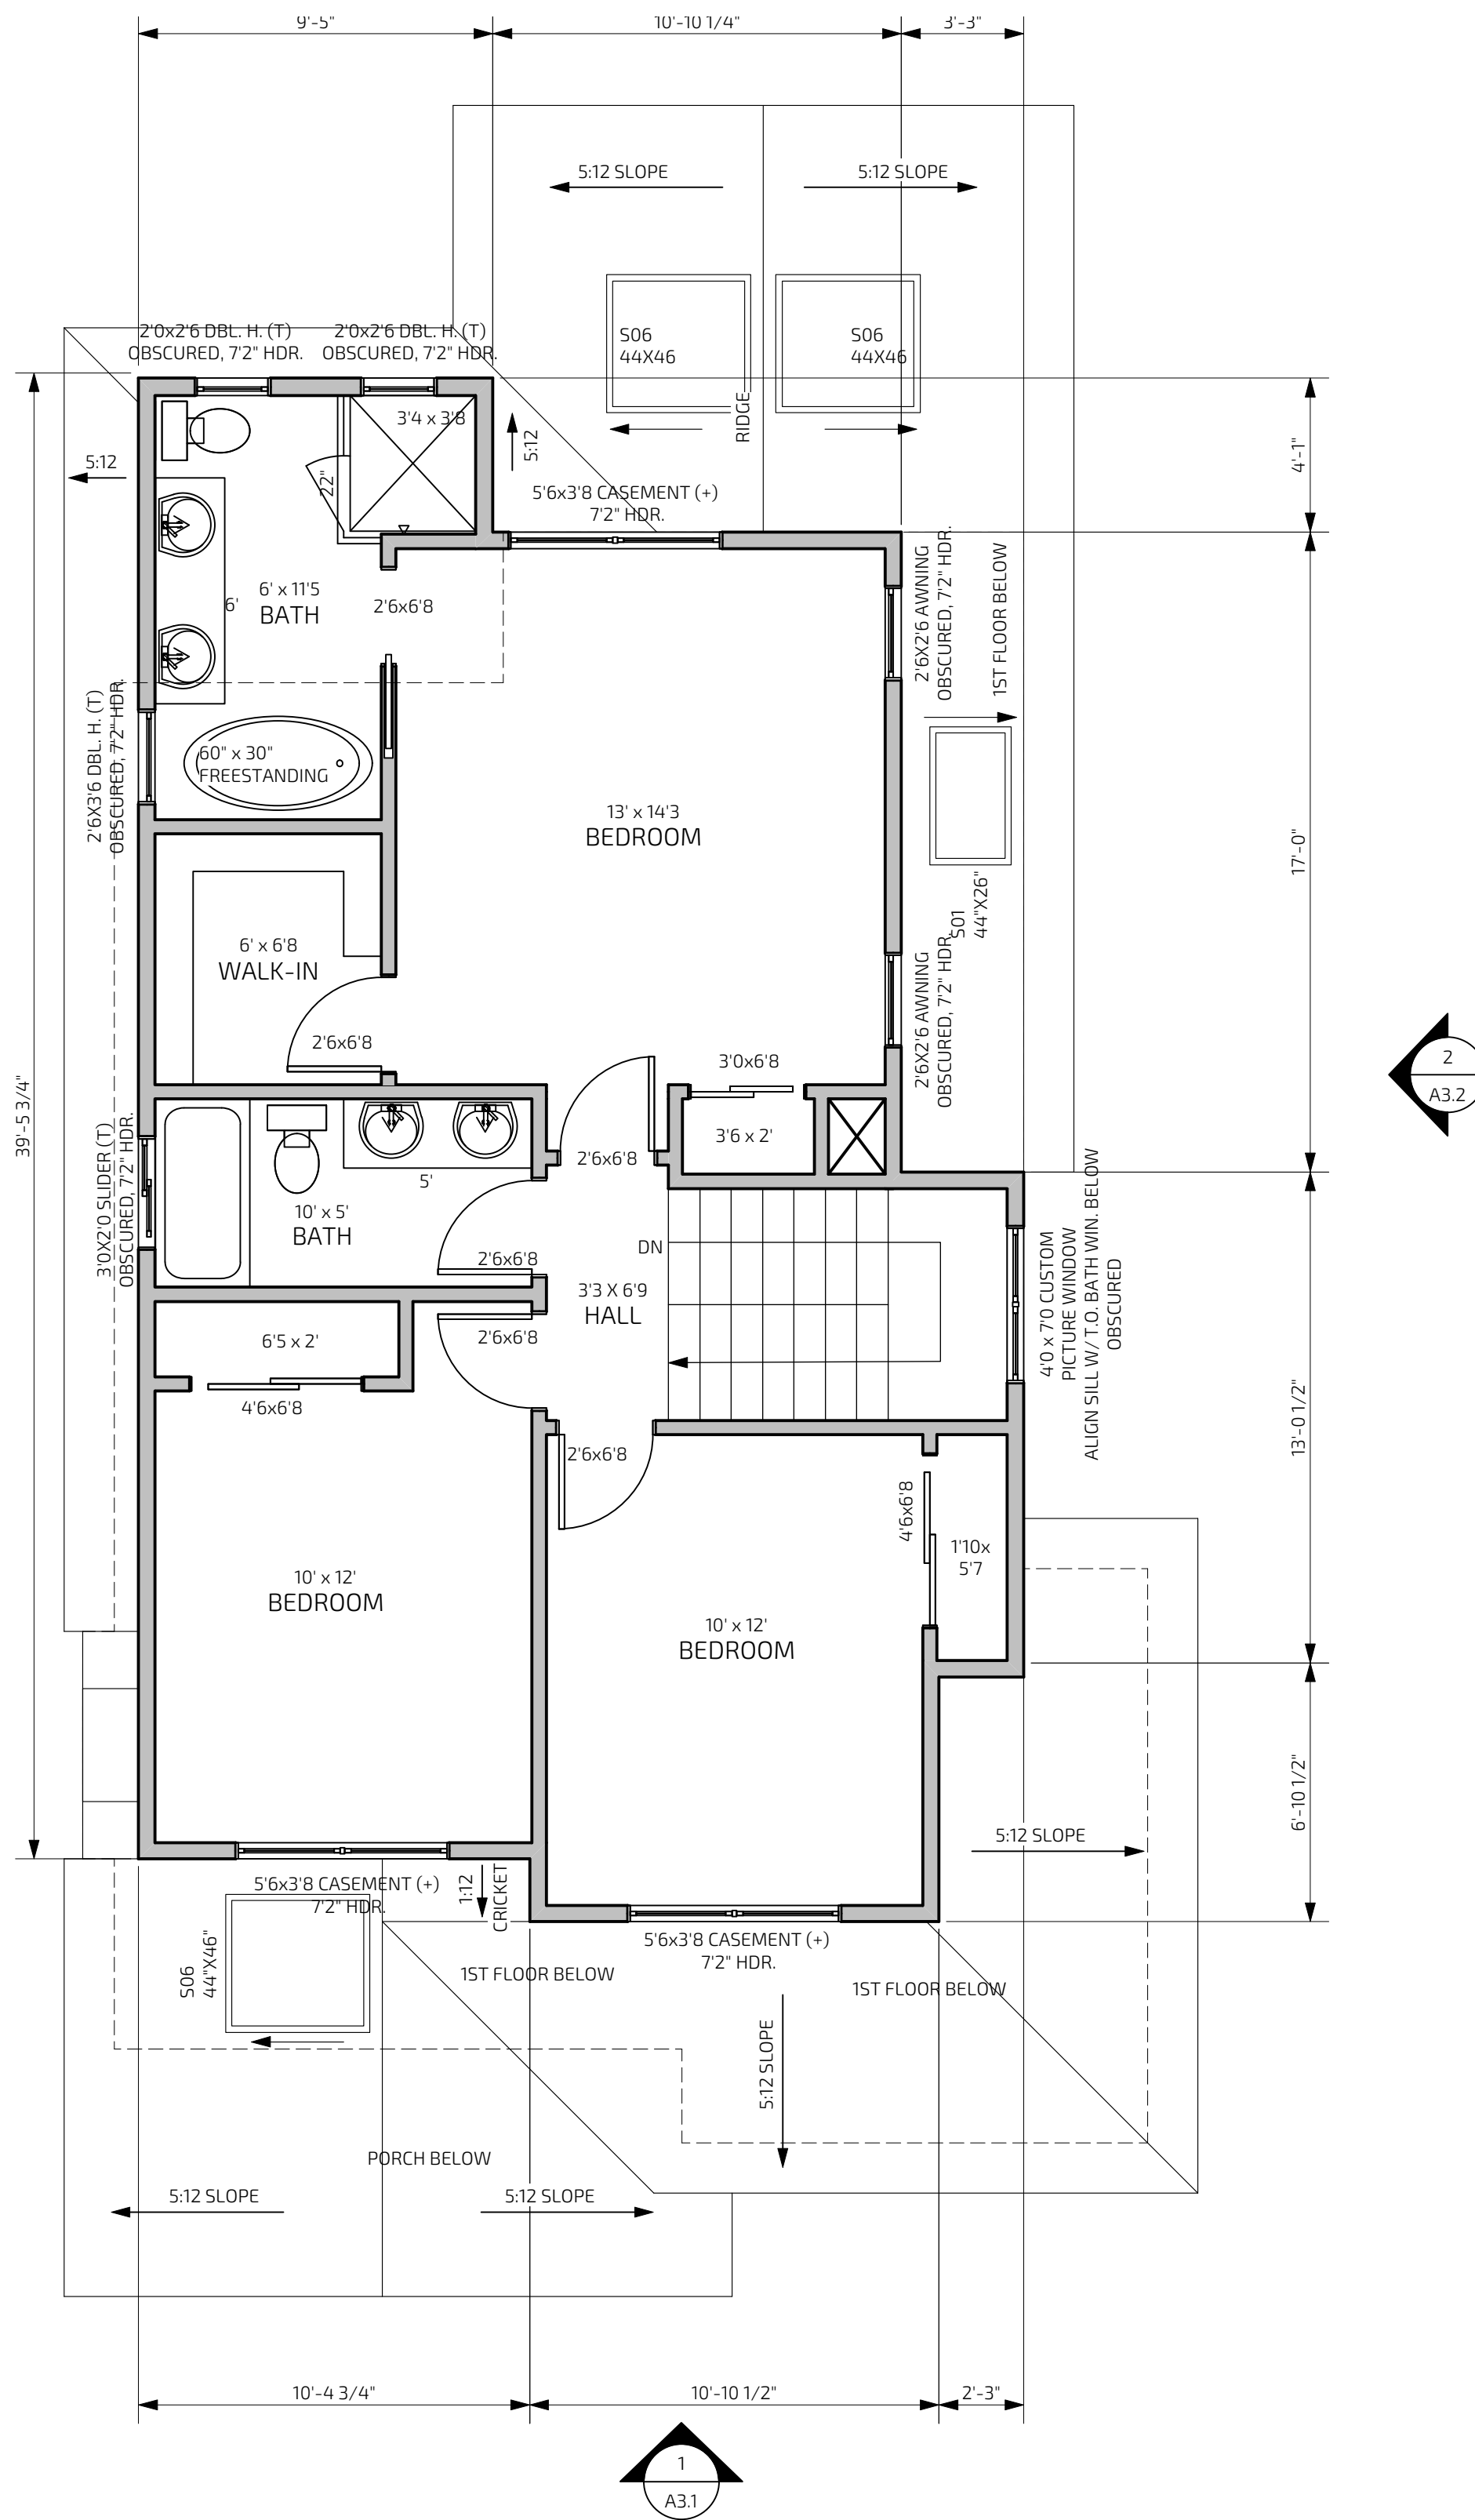 9'-5"
10'-10 1/4"
3'-3"
5:12 SLOPE
5:12 SLOPE
2'0x2'6 DBL. H. (T)
OBSCURED, 7'2" HDR.
2'0x2'6 DBL. H. (T)
OBSCURED, 7'2" HDR.
S06
44X46
S06
44X46
RIDGE
3'4 x 3'8
22"
5:12
5:12
4'-1"
5'6x3'8 CASEMENT (+)
7'2" HDR.
6' x 11'5
BATH
6'
2'6x6'8
2'6X2'6 AWNING
OBSCURED, 7'2" HDR.
1ST FLOOR BELOW
2'6X3'6 DBL. H. (T)
OBSCURED, 7'2" HDR.
60" x 30"
FREESTANDING
13' x 14'3
BEDROOM
17'-0"
S01
44"X26"
6' x 6'8
WALK-IN
2'6x6'8
2'6X2'6 AWNING
OBSCURED, 7'2" HDR.
3'0x6'8
2
A3.2
39'-5 3/4"
3'0X2'0 SLIDER (T)
OBSCURED, 7'2" HDR.
3'6 x 2'
2'6x6'8
5'
10' x 5'
BATH
2'6x6'8
DN
3'3 X 6'9
HALL
4'0 x 7'0 CUSTOM
PICTURE WINDOW
ALIGN SILL W/ T.O. BATH WIN. BELOW
OBSCURED
6'5 x 2'
2'6x6'8
4'6x6'8
2'6x6'8
13'-0 1/2"
4'6x6'8
1'10x
5'7
10' x 12'
BEDROOM
10' x 12'
BEDROOM
6'-10 1/2"
5:12 SLOPE
5'6x3'8 CASEMENT (+)
7'2" HDR.
1:12
CRICKET
5'6x3'8 CASEMENT (+)
7'2" HDR.
S06
44"X46"
1ST FLOOR BELOW
1ST FLOOR BELOW
5:12 SLOPE
PORCH BELOW
5:12 SLOPE
5:12 SLOPE
10'-4 3/4"
10'-10 1/2"
2'-3"
1
A3.1